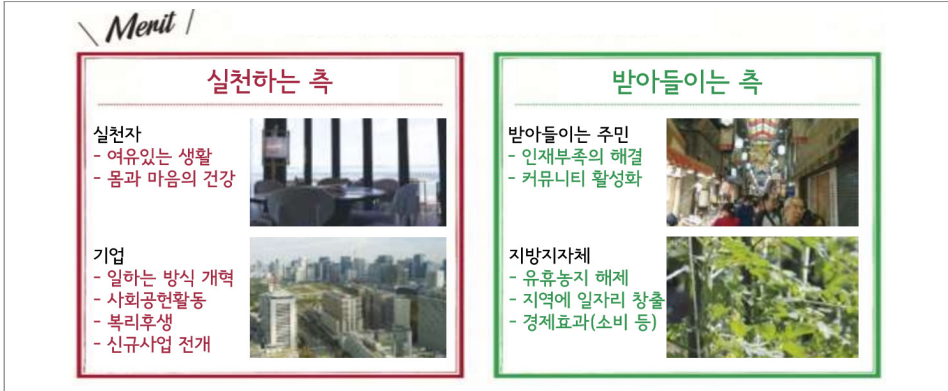 Merit
실천하는 측
실천자
- 여유있는 생활
- 몸과 마음의 건강
기업
- 일하는 방식 개혁
- 사회공헌활동
- 복리후생
- 신규사업 전개
받아들이는 측
받아들이는 주민
- 인재부족의 해결
- 커뮤니티 활성화
지방지자체
- 유휴농지 해제
- 지역에 일자리 창출
- 경제효과(소비 등)